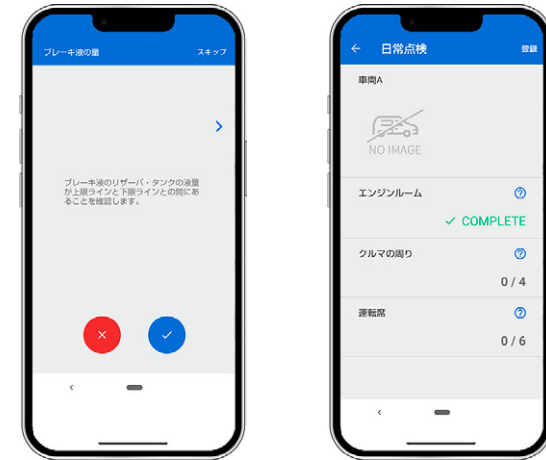 ブレーキ液の量
スキップ
ブレーキ液のリザーバ・タンクの液量
が上限ラインと下限ラインとの間にあ
ることを確認します。
日常点検
登録
車両A
NO IMAGE
エンジンルーム
COMPLETE
クルマの周り
0 / 4
運転席
0 / 6